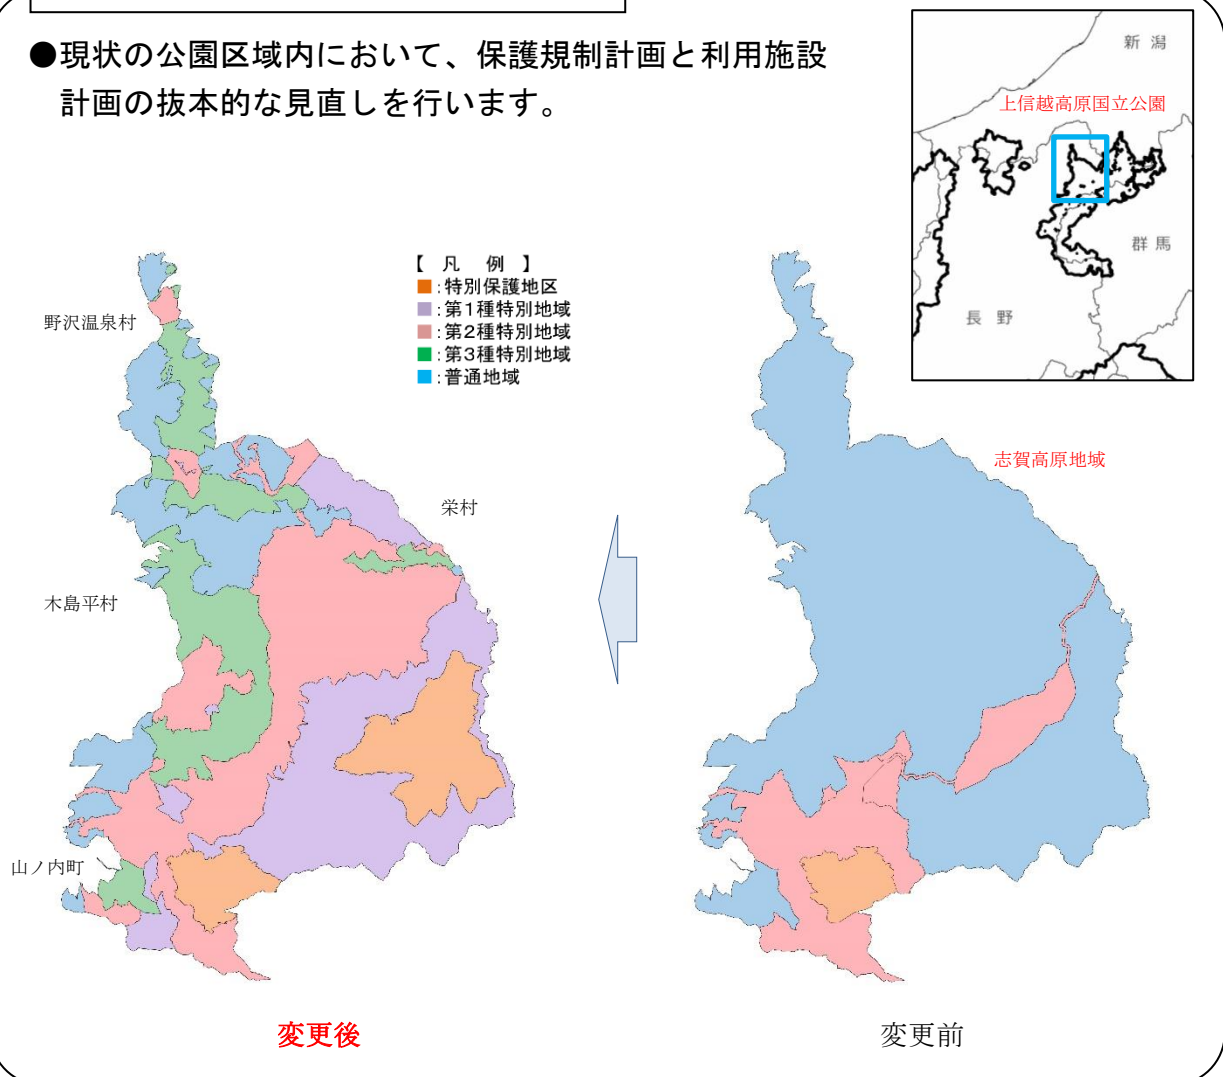 ●現状の公園区域内において、保護規制計画と利用施設
計画の抜本的な見直しを行います。
新潟
上信越高原国立公園
群馬
長野
【 凡 例 】
:特別保護地区
:第1種特別地域
:第2種特別地域
:第3種特別地域
:普通地域
野沢温泉村
栄村
木島平村
山ノ内町
志賀高原地域
変更後
変更前